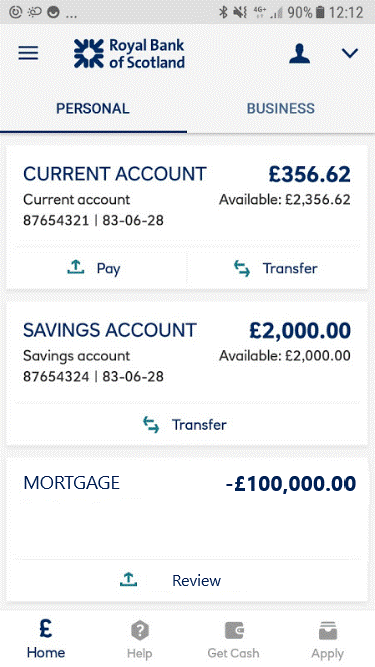 ... 4G+ 90% 12:12
Royal Bank
of Scotland
PERSONAL BUSINESS
CURRENT ACCOUNT £356.62
Current account Available: £2,356.62
87654321 | 83-06-28
Pay Transfer
SAVINGS ACCOUNT £2,000.00
Savings account Available: £2,000.00
87654324 | 83-06-28
Transfer
MORTGAGE -£100,000.00
Review
£ ?
Home Help Get Cash Apply